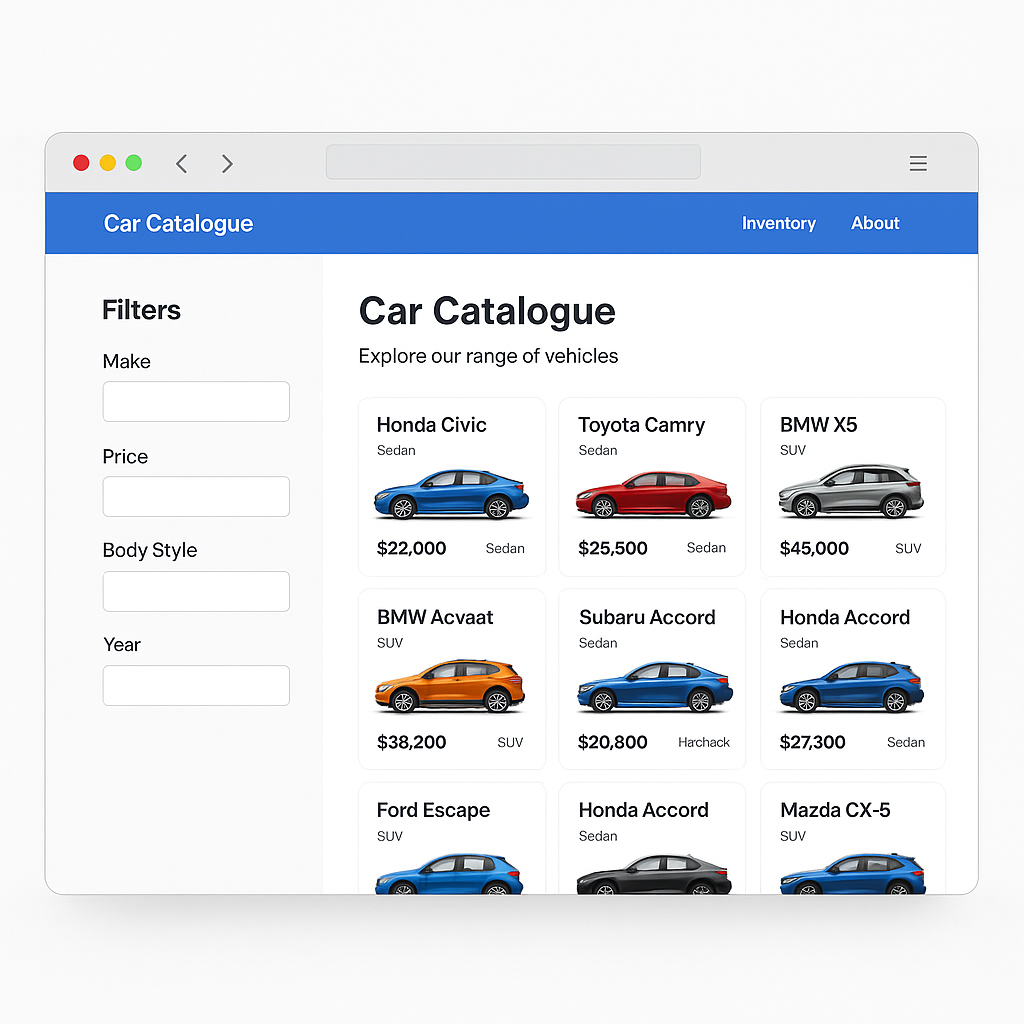 Car Catalogue
Inventory About
Filters
Make
Price
Body Style
Year
Car Catalogue
Explore our range of vehicles
Honda Civic
Sedan
$22,000 Sedan
Toyota Camry
Sedan
$25,500 Sedan
BMW X5
SUV
$45,000 SUV
BMW Acvaat
SUV
$38,200 SUV
Subaru Accord
Sedan
$20,800 Harchack
Honda Accord
Sedan
$27,300 Sedan
Ford Escape
SUV
Honda Accord
Sedan
Mazda CX-5
SUV